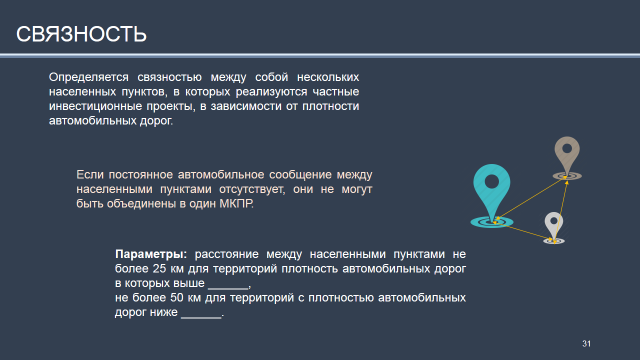 СВЯЗНОСТЬ
Определяется связностью между собой нескольких
населенных пунктов, в которых реализуются частные
инвестиционные проекты, в зависимости от плотности
автомобильных дорог.
Если постоянное автомобильное сообщение между
населенными пунктами отсутствует, они не могут
быть объединены в один МКПР.
Параметры: расстояние между населенными пунктами не
более 25 км для территорий плотность автомобильных дорог
в которых выше ______,
не более 50 км для территорий с плотностью автомобильных
дорог ниже ______.
31